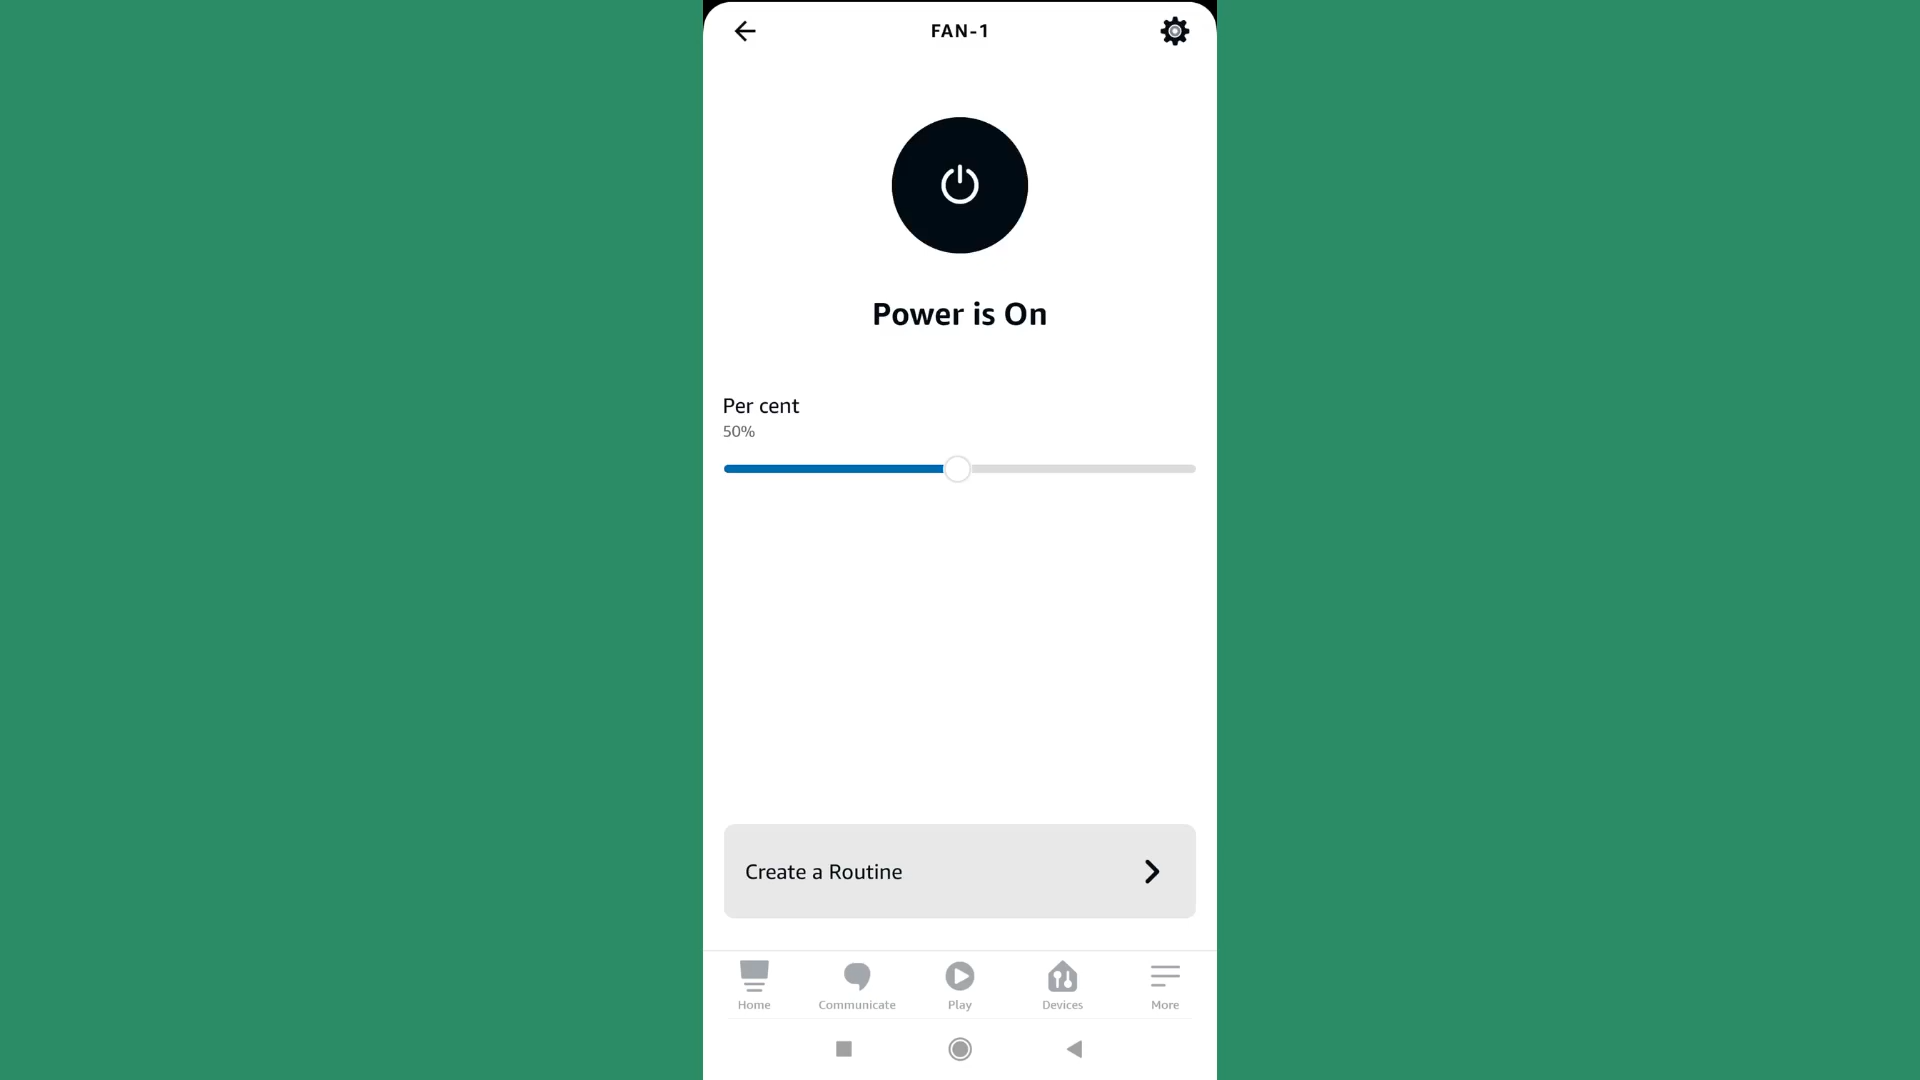 FAN-1
Power is On
Per cent
50%
Create a Routine
Home
Communicate
Play
Devices
More